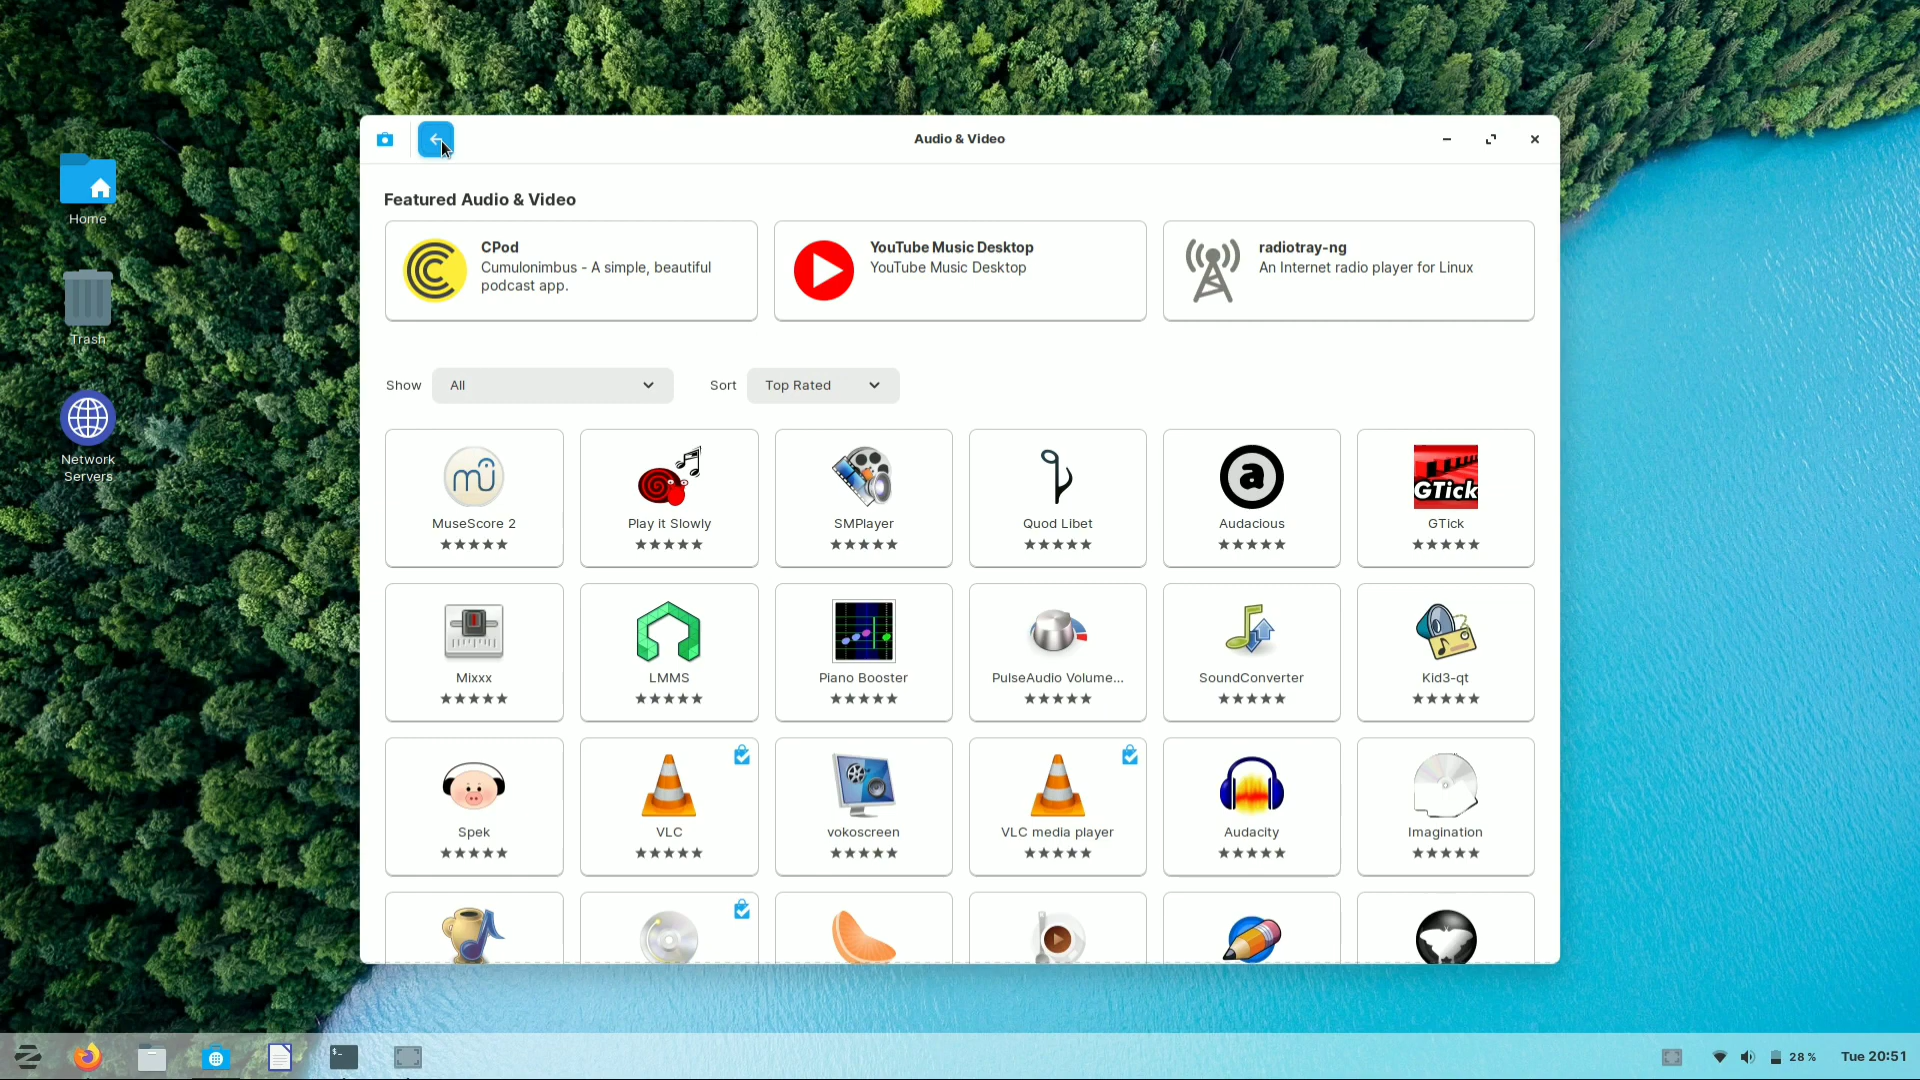 Audio & Video
Home
Trash
Network
Servers
Featured Audio & Video
CPod
Cumulonimbus - A simple, beautiful
podcast app.
YouTube Music Desktop
YouTube Music Desktop
radiotray-ng
An Internet radio player for Linux
Show
All
Sort
Top Rated
mu
a
GTick
MuseScore 2
Play it Slowly
SMPlayer
Quod Libet
Audacious
GTick
Mixxx
LMMS
Piano Booster
PulseAudio Volume...
SoundConverter
Kid3-qt
Spek
VLC
vokoscreen
VLC media player
Audacity
Imagination
$-
28 %
Tue 20:51